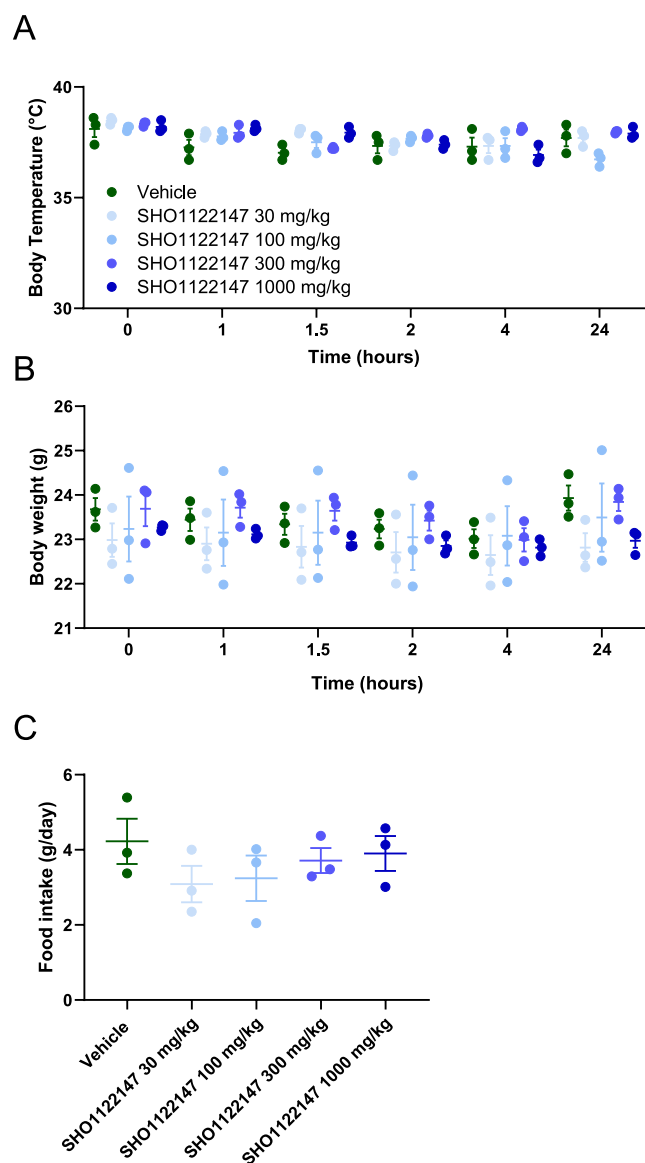 A
Body Temperature (°C)
40
35
30
Vehicle
SHO1122147 30 mg/kg
SHO1122147 100 mg/kg
SHO1122147 300 mg/kg
SHO1122147 1000 mg/kg
0 1 1.5 2 4 24
Time (hours)
B
Body weight (g)
26
25
24
23
22
21
0 1 1.5 2 4 24
Time (hours)
C
Food intake (g/day)
6
4
2
0
Vehicle
SHO1122147 30 mg/kg
SHO1122147 100 mg/kg
SHO1122147 300 mg/kg
SHO1122147 1000 mg/kg